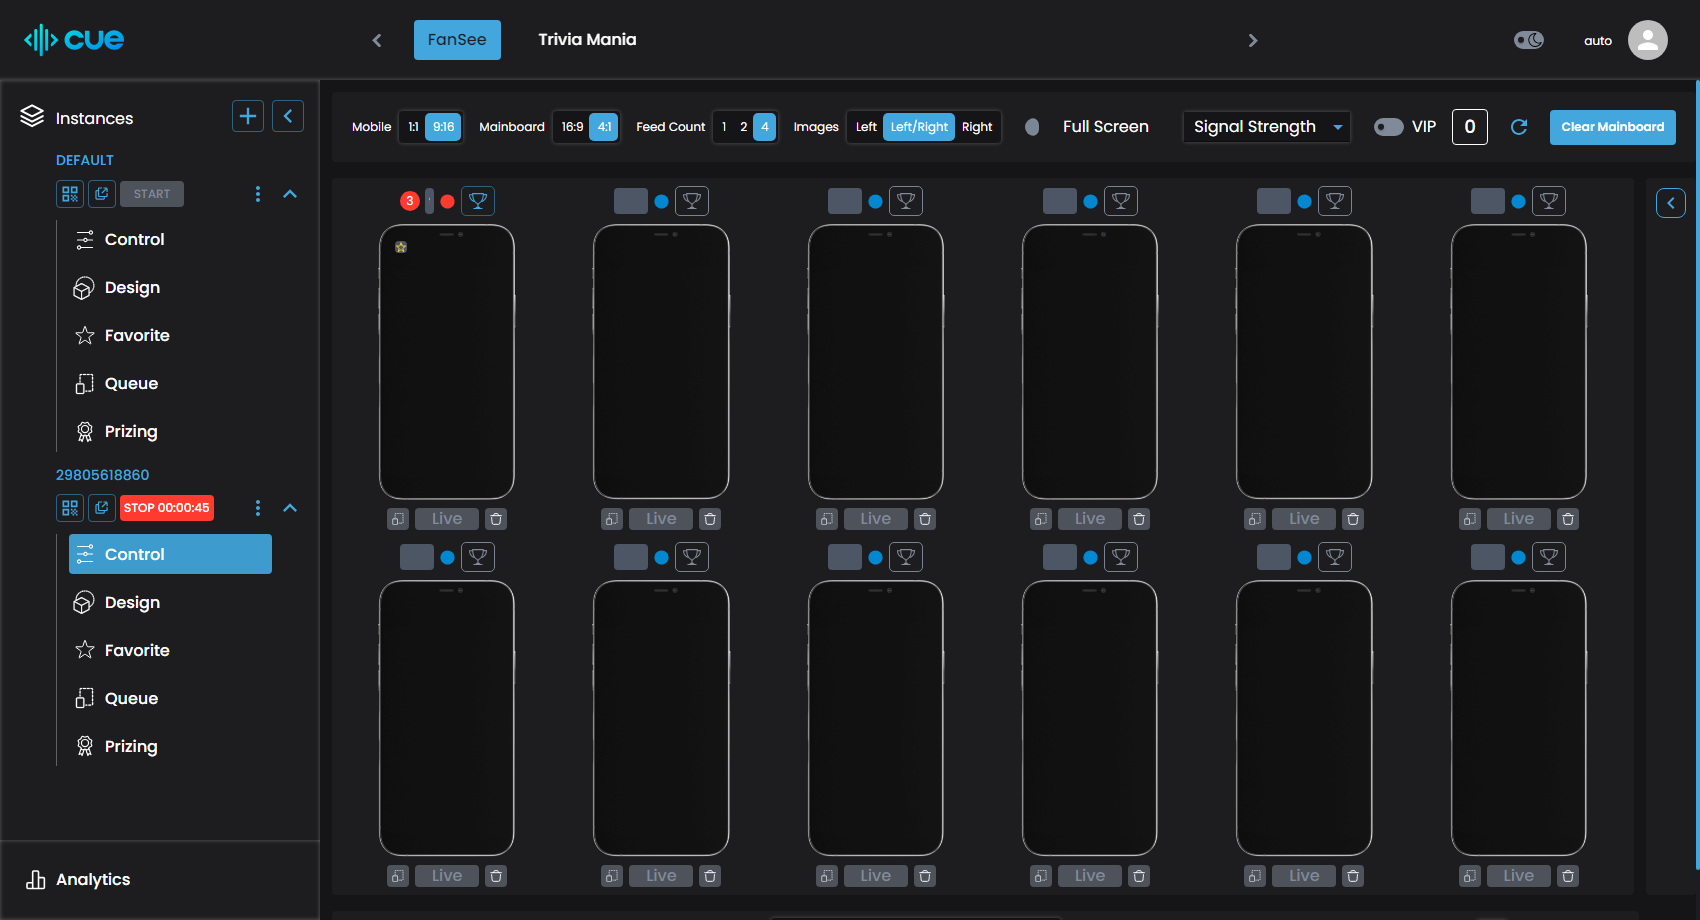 cue
FanSee
Trivia Mania
auto
Instances
DEFAULT
START
Control
Design
Favorite
Queue
Prizing
29805618860
STOP 00:00:45
Control
Design
Favorite
Queue
Prizing
Analytics
Mobile 1:1 9:16 Mainboard 16:9 4:1 Feed Count 1 2 4 Images Left Left/Right Right Full Screen Signal Strength VIP 0 Clear Mainboard
3
Live Live Live Live Live Live
Live Live Live Live Live Live